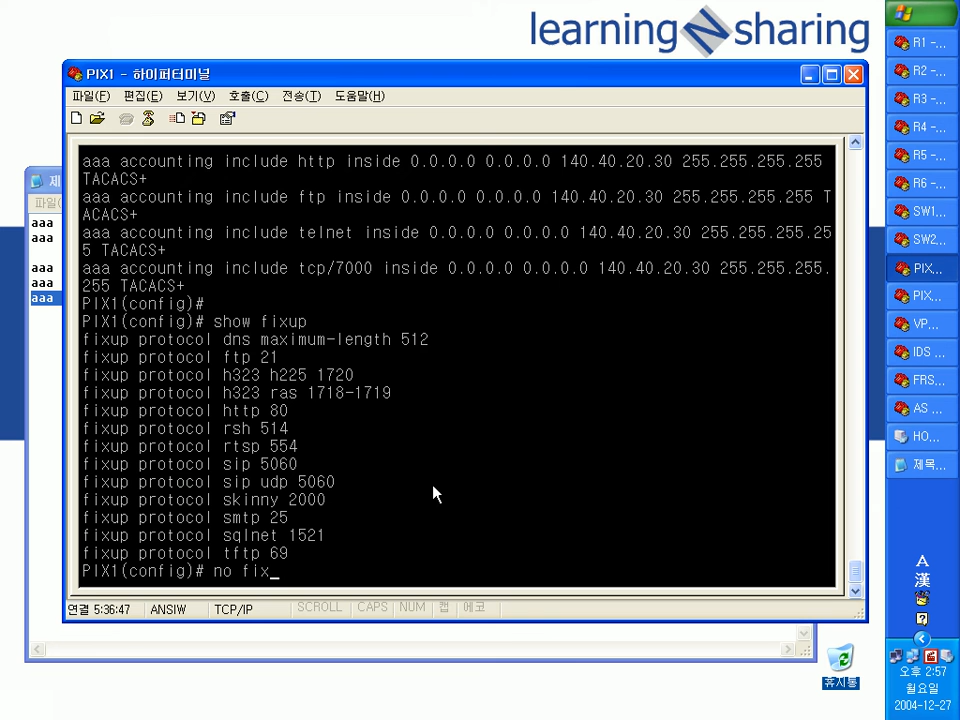 learning N sharing
PIX1 - 하이퍼터미널
파일(F) 편집(E) 보기(V) 호출(C) 전송(T) 도움말(H)
aaa accounting include http inside 0.0.0.0 0.0.0.0 140.40.20.30 255.255.255.255
TACACS+
aaa accounting include ftp inside 0.0.0.0 0.0.0.0 140.40.20.30 255.255.255.255 T
ACACS+
aaa accounting include telnet inside 0.0.0.0 0.0.0.0 140.40.20.30 255.255.255.25
5 TACACS+
aaa accounting include tcp/7000 inside 0.0.0.0 0.0.0.0 140.40.20.30 255.255.255.
255 TACACS+
PIX1(config)#
PIX1(config)# show fixup
fixup protocol dns maximum-length 512
fixup protocol ftp 21
fixup protocol h323 h225 1720
fixup protocol h323 ras 1718-1719
fixup protocol http 80
fixup protocol rsh 514
fixup protocol rtsp 554
fixup protocol sip 5060
fixup protocol sip udp 5060
fixup protocol skinny 2000
fixup protocol smtp 25
fixup protocol sqlnet 1521
fixup protocol tftp 69
PIX1(config)# no fix_
연결 5:36:47 ANSIW TCP/IP SCROLL CAPS NUM 캡 에코
제
파일(
aaa
aaa
aaa
aaa
aaa
휴지통
R1 -...
R2 -...
R3 -...
R4 -...
R5 -...
R6 -...
SW1...
SW2...
PIX...
PIX...
VP...
IDS ...
FRS...
AS ...
HO...
제목...
A
漢
?
오후 2:57
월요일
2004-12-27